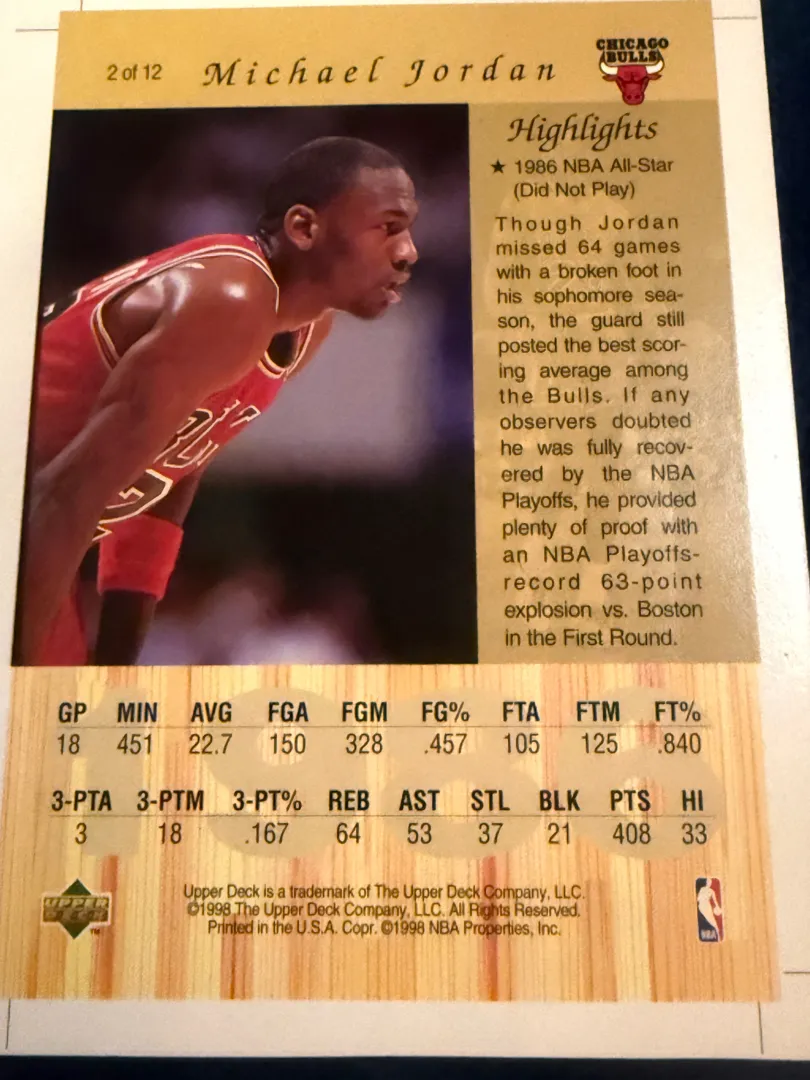 2 of 12 Michael Jordan CHICAGO
BULLS
Highlights
★ 1986 NBA All-Star
(Did Not Play)
Though Jordan
missed 64 games
with a broken foot in
his sophomore sea-
son, the guard still
posted the best scor-
ing average among
the Bulls. If any
observers doubted
he was fully recov-
ered by the NBA
Playoffs, he provided
plenty of proof with
an NBA Playoffs-
record 63-point
explosion vs. Boston
in the First Round.
GP MIN AVG FGA FGM FG% FTA FTM FT%
18 451 22.7 150 328 .457 105 125 .840
3-PTA 3-PTM 3-PT% REB AST STL BLK PTS HI
3 18 .167 64 53 37 21 408 33
UPPER
DECK
TM
Upper Deck is a trademark of The Upper Deck Company, LLC.
©1998 The Upper Deck Company, LLC. All Rights Reserved.
Printed in the U.S.A. Copr. ©1998 NBA Properties, Inc.
NBA